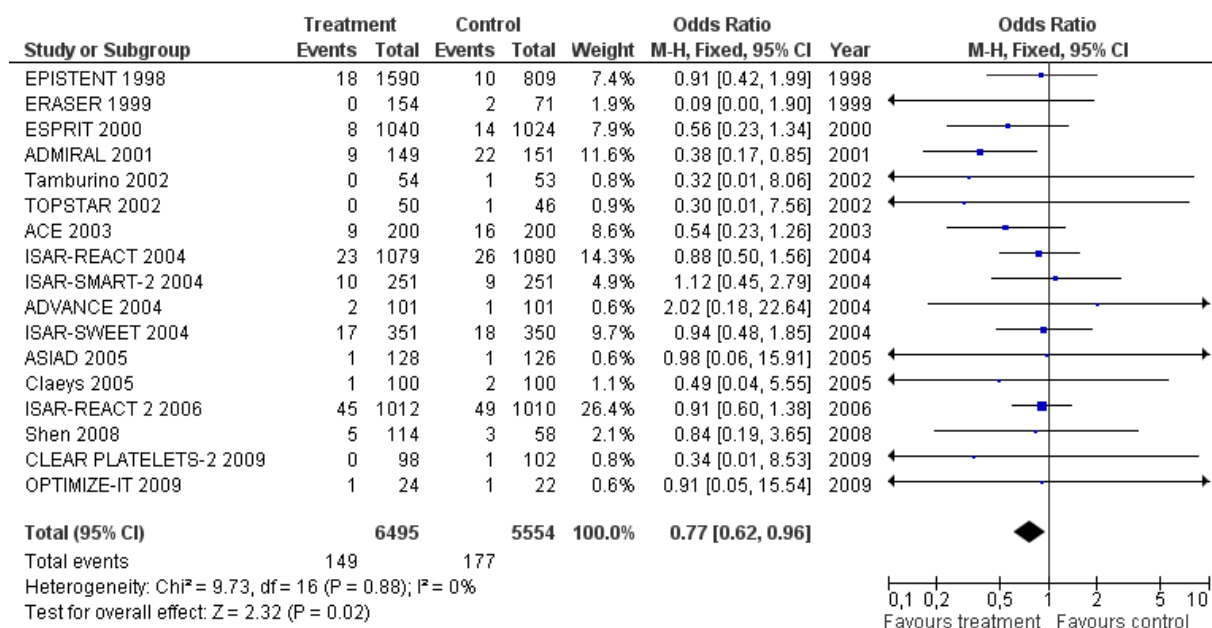 Treatment Control Odds Ratio Odds Ratio
Study or Subgroup Events Total Events Total Weight M-H, Fixed, 95% CI Year M-H, Fixed, 95% CI
EPISTENT 1998 18 1590 10 809 7.4% 0.91 [0.42, 1.99] 1998
ERASER 1999 0 154 2 71 1.9% 0.09 [0.00, 1.90] 1999
ESPRIT 2000 8 1040 14 1024 7.9% 0.56 [0.23, 1.34] 2000
ADMIRAL 2001 9 149 22 151 11.6% 0.38 [0.17, 0.85] 2001
Tamburino 2002 0 54 1 53 0.8% 0.32 [0.01, 8.06] 2002
TOPSTAR 2002 0 50 1 46 0.9% 0.30 [0.01, 7.56] 2002
ACE 2003 9 200 16 200 8.6% 0.54 [0.23, 1.26] 2003
ISAR-REACT 2004 23 1079 26 1080 14.3% 0.88 [0.50, 1.56] 2004
ISAR-SMART-2 2004 10 251 9 251 4.9% 1.12 [0.45, 2.79] 2004
ADVANCE 2004 2 101 1 101 0.6% 2.02 [0.18, 22.64] 2004
ISAR-SWEET 2004 17 351 18 350 9.7% 0.94 [0.48, 1.85] 2004
ASIAD 2005 1 128 1 126 0.6% 0.98 [0.06, 15.91] 2005
Claeys 2005 1 100 2 100 1.1% 0.49 [0.04, 5.55] 2005
ISAR-REACT 2 2006 45 1012 49 1010 26.4% 0.91 [0.60, 1.38] 2006
Shen 2008 5 114 3 58 2.1% 0.84 [0.19, 3.65] 2008
CLEAR PLATELETS-2 2009 0 98 1 102 0.8% 0.34 [0.01, 8.53] 2009
OPTIMIZE-IT 2009 1 24 1 22 0.6% 0.91 [0.05, 15.54] 2009
Total (95% CI) 6495 5554 100.0% 0.77 [0.62, 0.96]
Total events 149 177
Heterogeneity: Chi² = 9.73, df = 16 (P = 0.88); I² = 0%
Test for overall effect: Z = 2.32 (P = 0.02)
0,1 0,2 0,5 1 2 5 10
Favours treatment Favours control